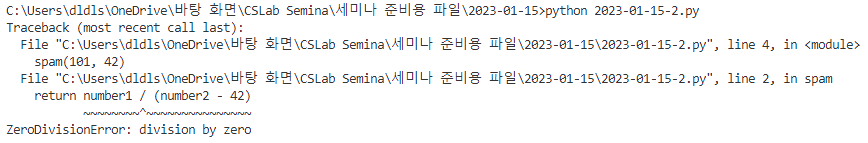 C:\Users\dldls\OneDrive\바탕 화면\CSLab Semina\세미나 준비용 파일\2023-01-15>python 2023-01-15-2.py
Traceback (most recent call last):
  File "C:\Users\dldls\OneDrive\바탕 화면\CSLab Semina\세미나 준비용 파일\2023-01-15\2023-01-15-2.py", line 4, in <module>
    spam(101, 42)
  File "C:\Users\dldls\OneDrive\바탕 화면\CSLab Semina\세미나 준비용 파일\2023-01-15\2023-01-15-2.py", line 2, in spam
    return number1 / (number2 - 42)
           ~~~~~~~~^~~~~~~~~~~~~~~~
ZeroDivisionError: division by zero